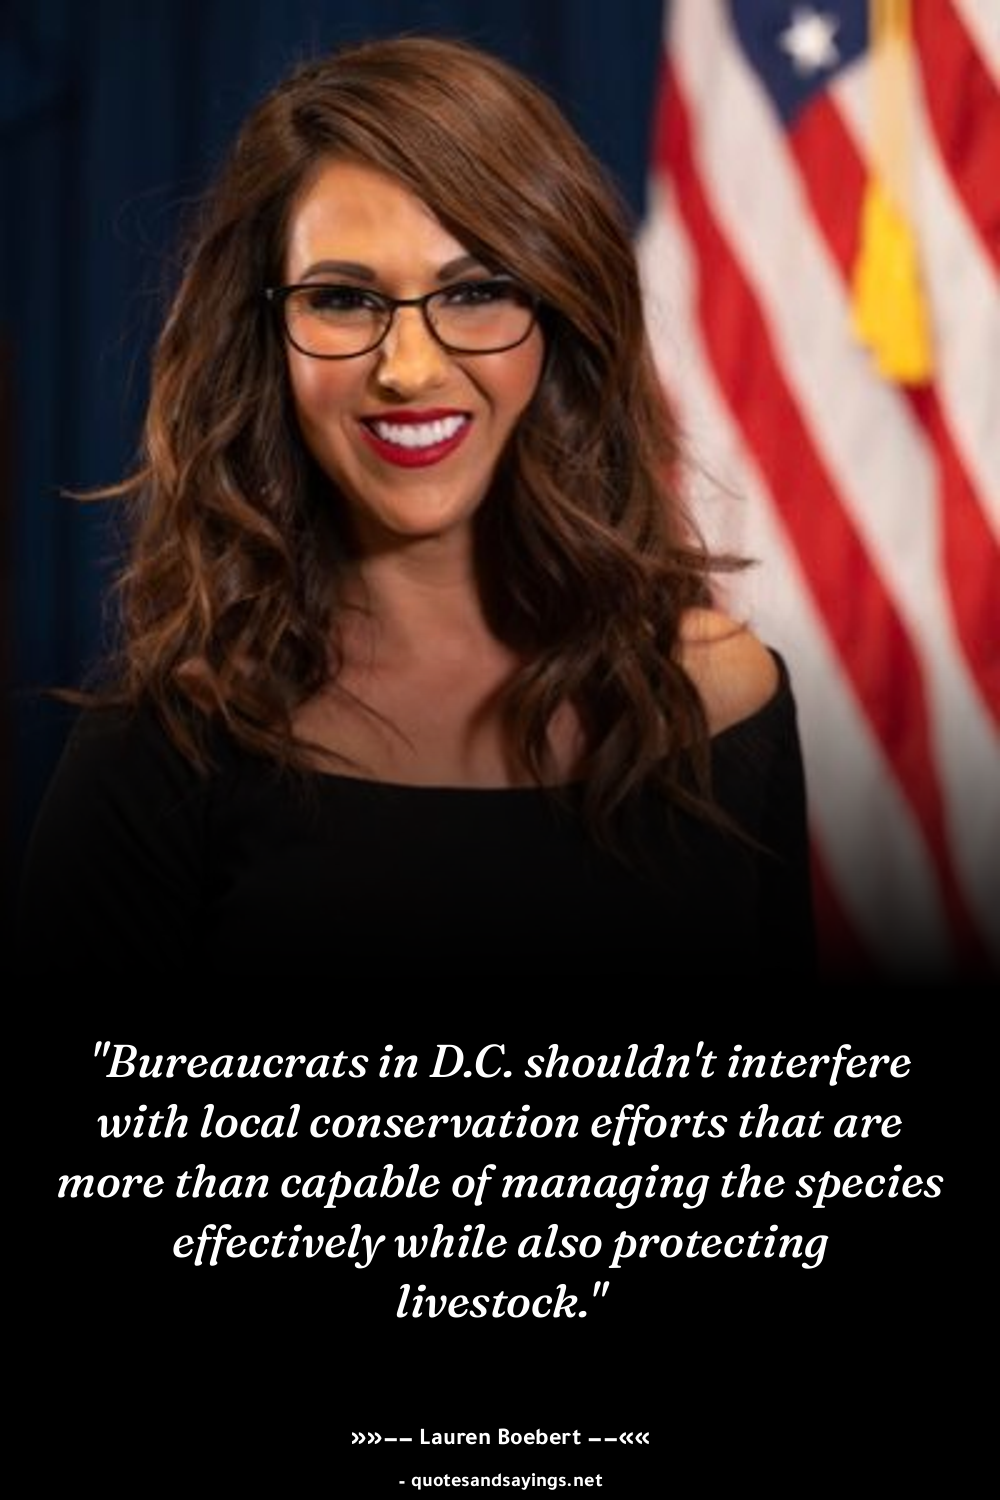 "Bureaucrats in D.C. shouldn't interfere
with local conservation efforts that are
more than capable of managing the species
effectively while also protecting
livestock."
»»–– Lauren Boebert ––««
- quotesandsayings.net